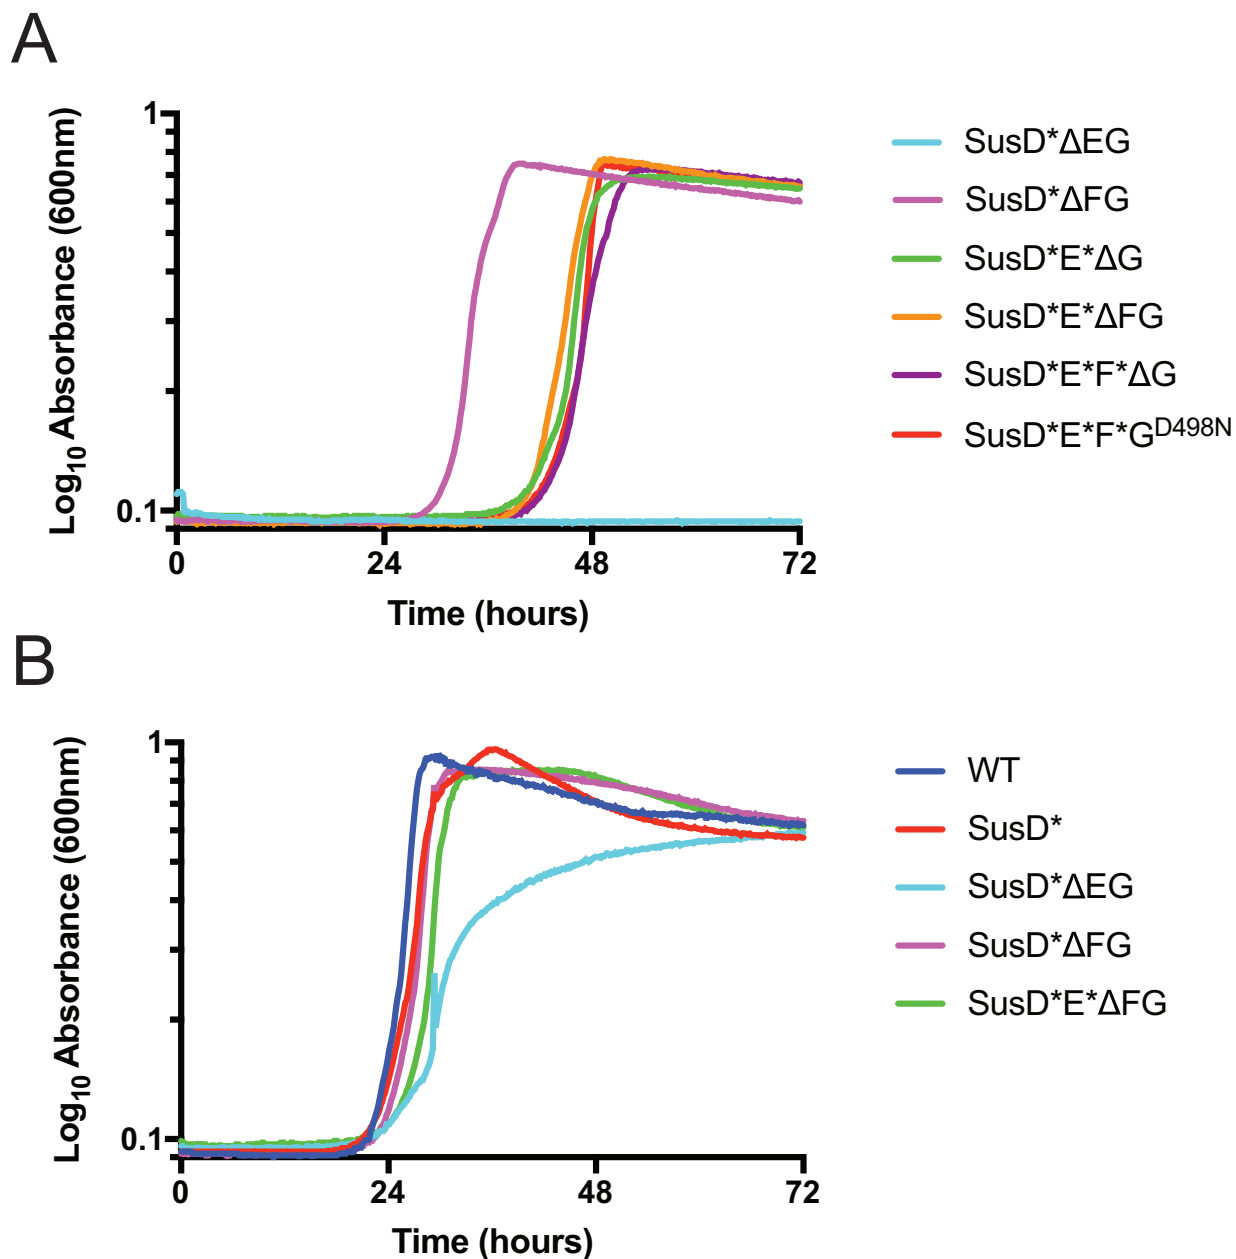 A
Log10 Absorbance (600nm)
1
0.1
0 24 48 72
Time (hours)
SusD*ΔEG
SusD*ΔFG
SusD*E*ΔG
SusD*E*ΔFG
SusD*E*F*ΔG
SusD*E*F*G^D498N
B
Log10 Absorbance (600nm)
1
0.1
0 24 48 72
Time (hours)
WT
SusD*
SusD*ΔEG
SusD*ΔFG
SusD*E*ΔFG